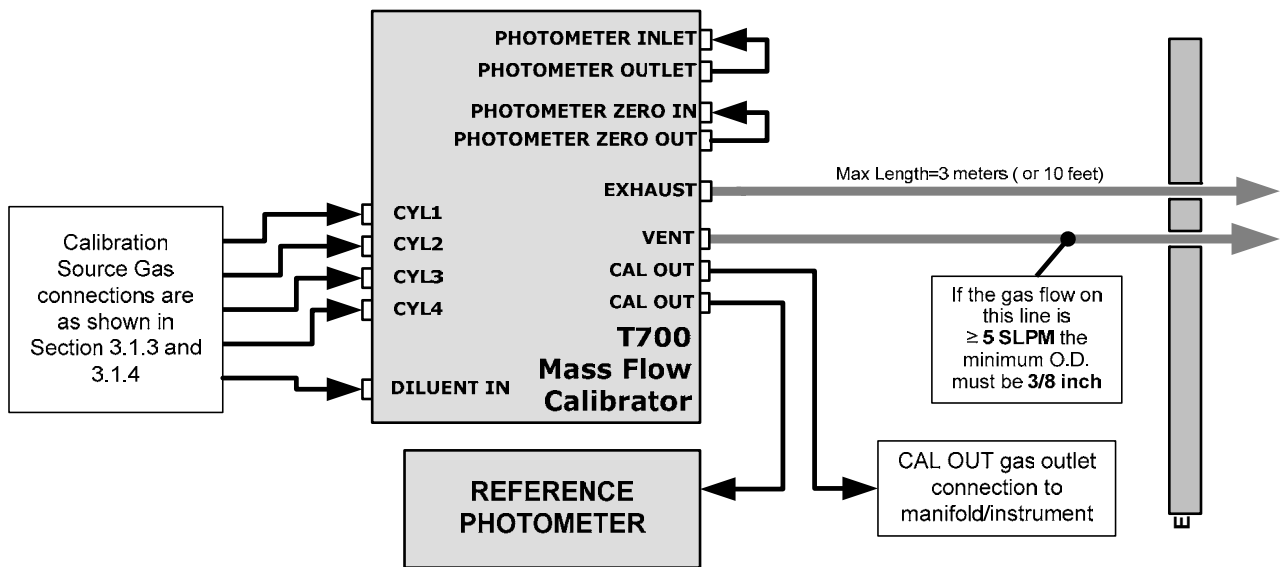 PHOTOMETER INLET
PHOTOMETER OUTLET
PHOTOMETER ZERO IN
PHOTOMETER ZERO OUT
EXHAUST
Max Length=3 meters ( or 10 feet)
VENT
CAL OUT
CAL OUT
CYL1
CYL2
CYL3
CYL4
DILUENT IN
T700
Mass Flow
Calibrator
Calibration
Source Gas
connections are
as shown in
Section 3.1.3 and
3.1.4
If the gas flow on
this line is
≥ 5 SLPM the
minimum O.D.
must be 3/8 inch
REFERENCE
PHOTOMETER
CAL OUT gas outlet
connection to
manifold/instrument
E